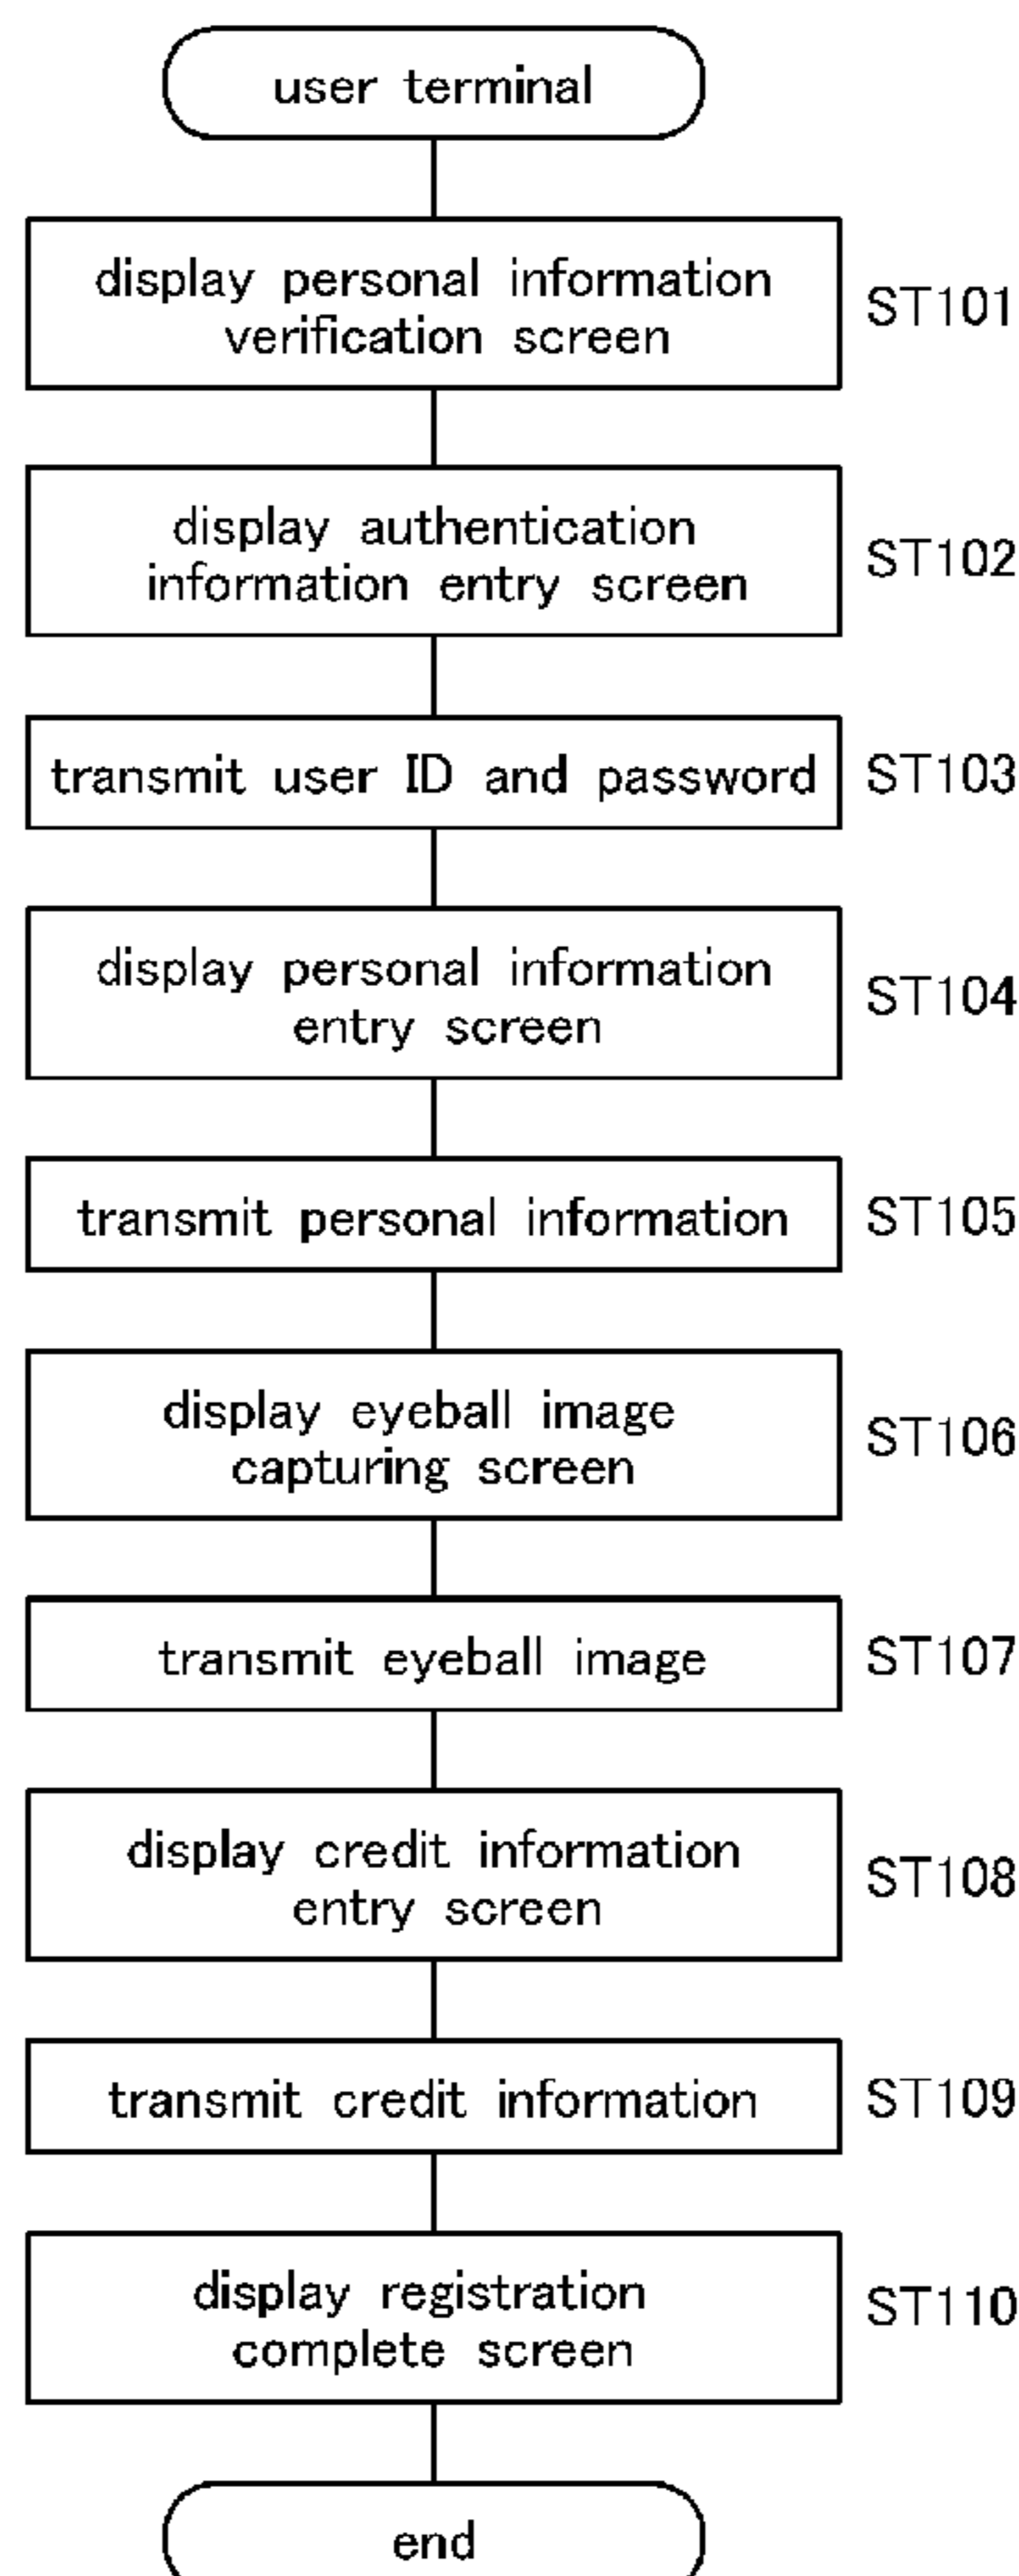 user terminal
display personal information
verification screen
ST101
display authentication
information entry screen
ST102
transmit user ID and password
ST103
display personal information
entry screen
ST104
transmit personal information
ST105
display eyeball image
capturing screen
ST106
transmit eyeball image
ST107
display credit information
entry screen
ST108
transmit credit information
ST109
display registration
complete screen
ST110
end